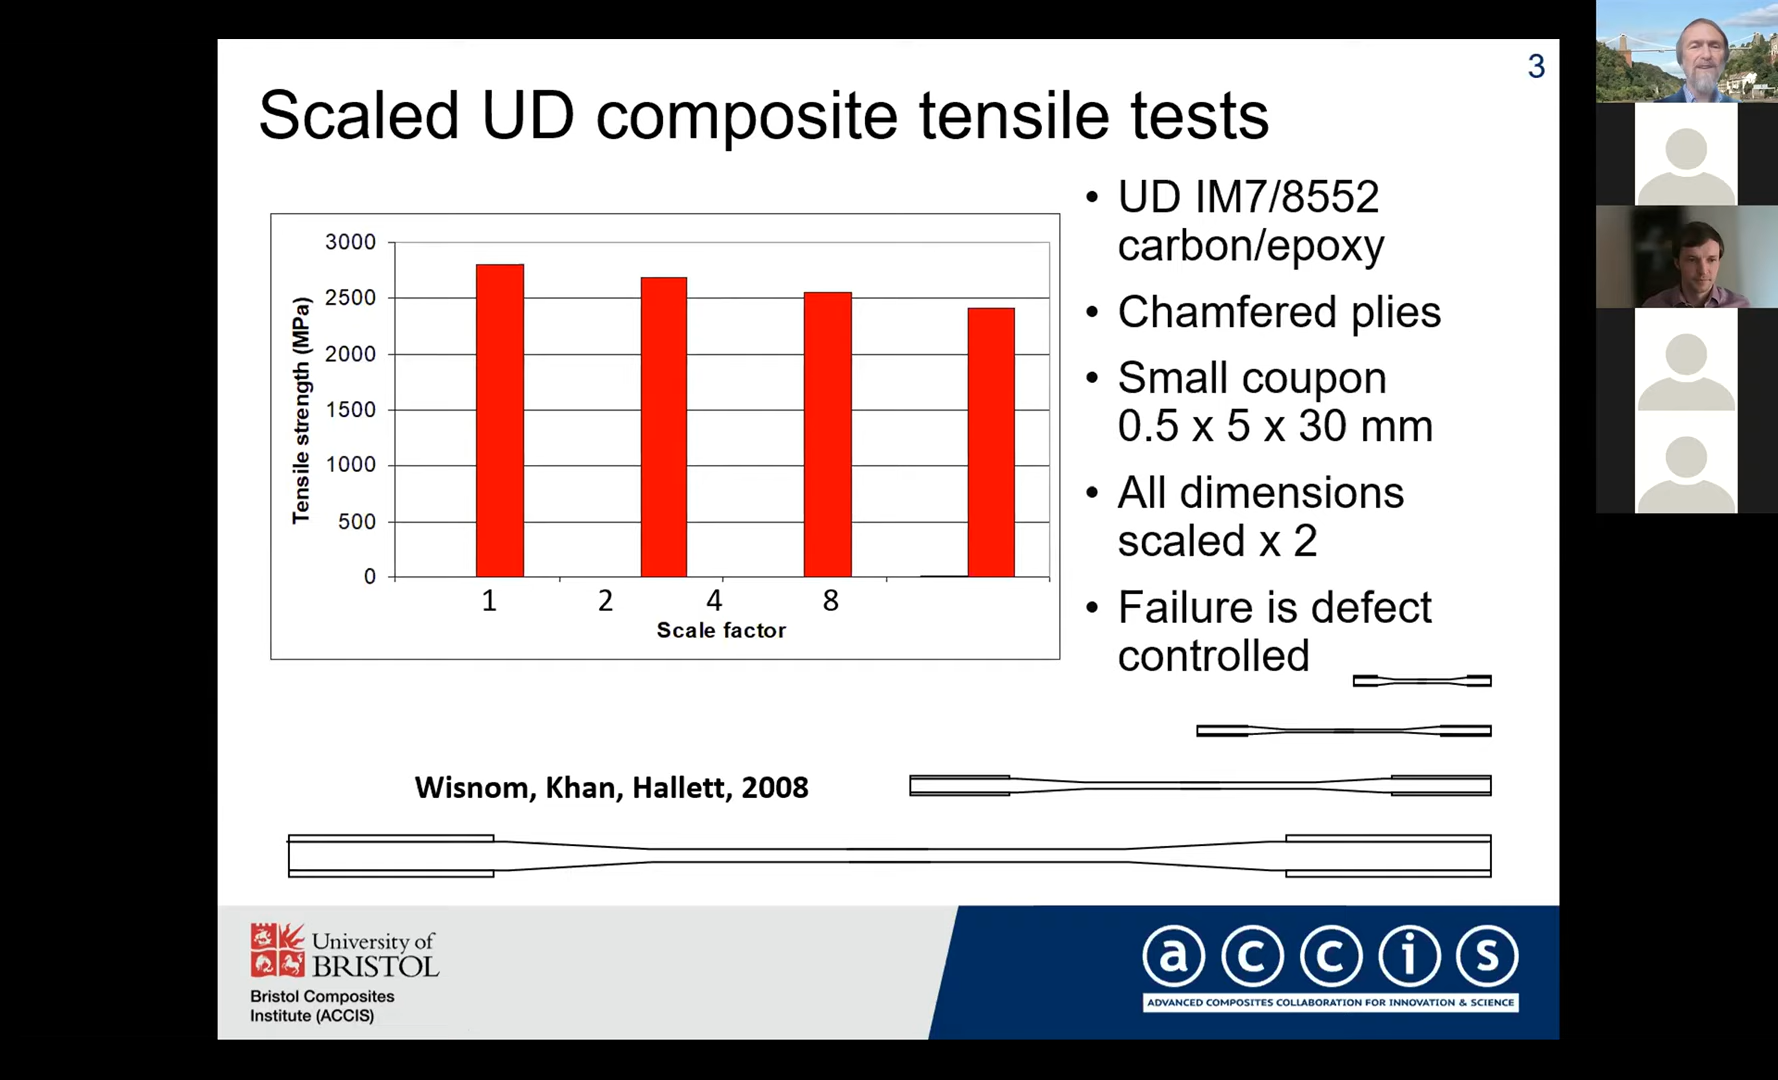 3
Scaled UD composite tensile tests
3000
2500
2000
1500
1000
500
0
Tensile strength (MPa)
1 2 4 8
Scale factor
• UD IM7/8552
carbon/epoxy
• Chamfered plies
• Small coupon
0.5 x 5 x 30 mm
• All dimensions
scaled x 2
• Failure is defect
controlled
Wisnom, Khan, Hallett, 2008
University of
BRISTOL
Bristol Composites
Institute (ACCIS)
accis
ADVANCED COMPOSITES COLLABORATION FOR INNOVATION & SCIENCE